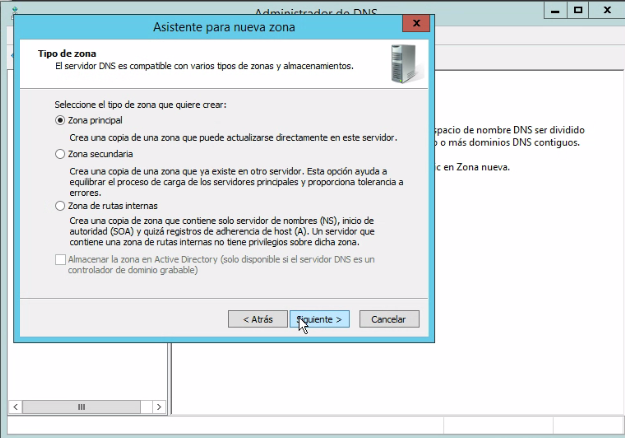 Administrador de DNS
Asistente para nueva zona
Tipo de zona
El servidor DNS es compatible con varios tipos de zonas y almacenamientos.
Seleccione el tipo de zona que quiere crear:
Zona principal
Crea una copia de una zona que puede actualizarse directamente en este servidor.
Zona secundaria
Crea una copia de una zona que ya existe en otro servidor. Esta opción ayuda a
equilibrar el proceso de carga de los servidores principales y proporciona tolerancia a
errores.
Zona de rutas internas
Crea una copia de zona que contiene solo servidor de nombres (NS), inicio de
autoridad (SOA) y quizá registros de adherencia de host (A). Un servidor que
contiene una zona de rutas internas no tiene privilegios sobre dicha zona.
Almacenar la zona en Active Directory (solo disponible si el servidor DNS es un
controlador de dominio grabable)
< Atrás
Siguiente >
Cancelar
spacio de nombre DNS ser dividido
o más dominios DNS contiguos.
ic en Zona nueva.